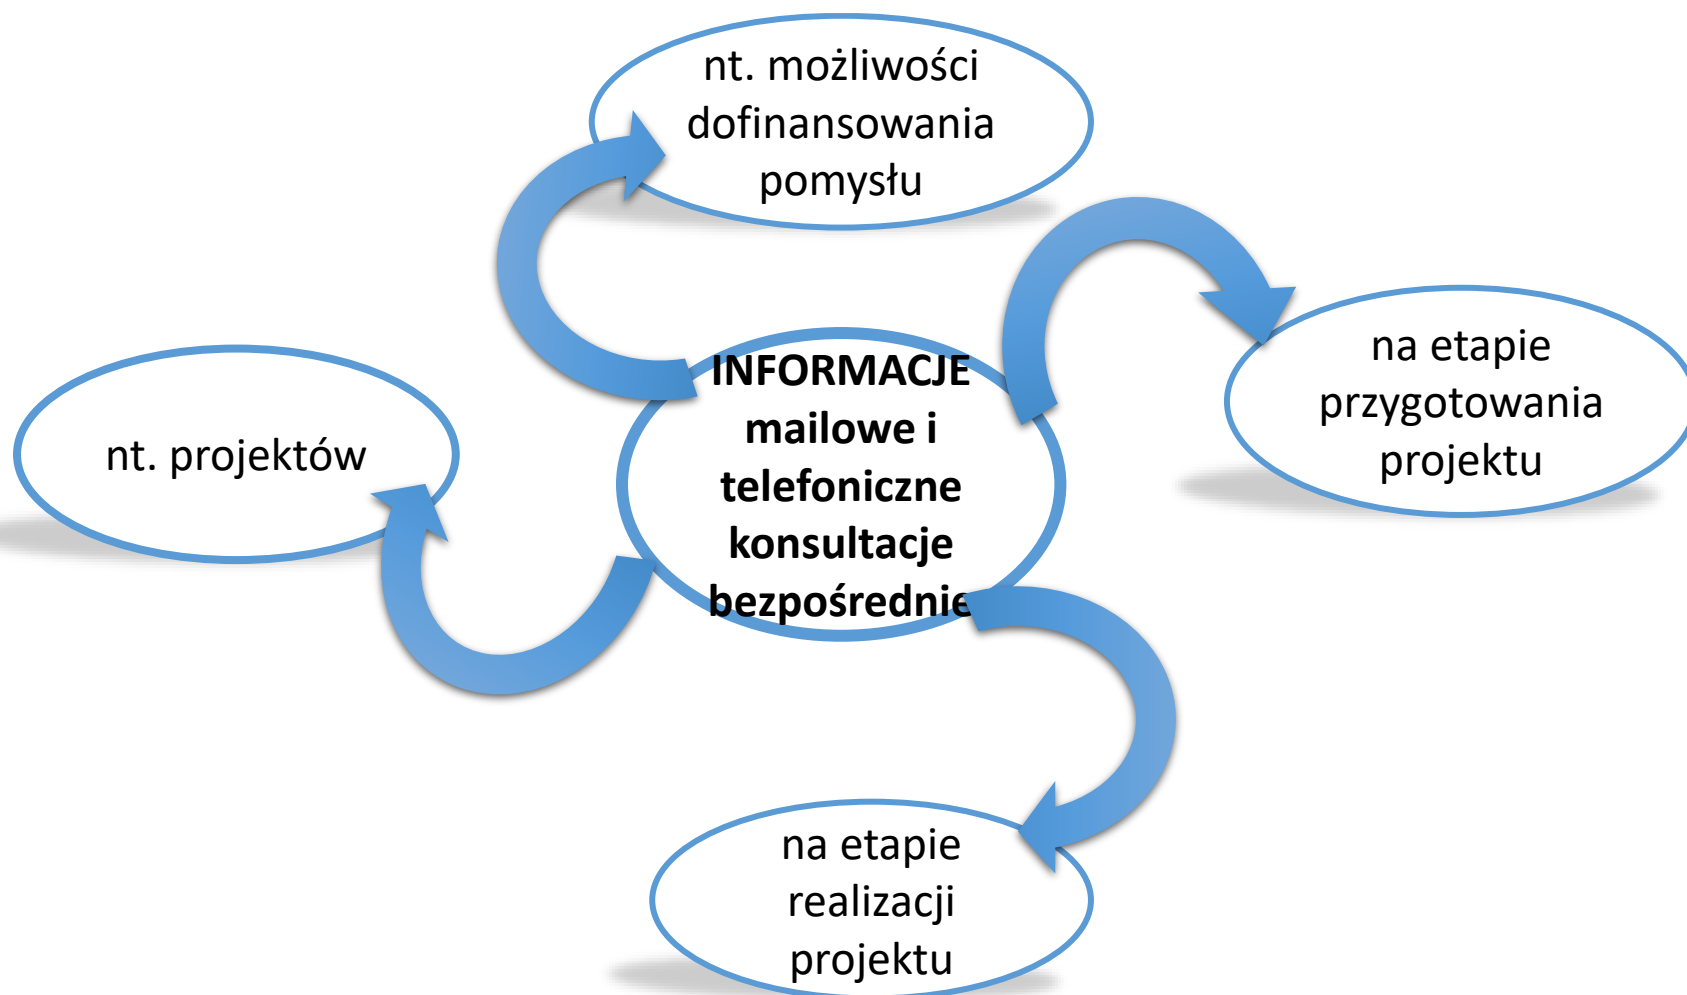 nt. możliwości
dofinansowania
pomysłu
na etapie
przygotowania
projektu
INFORMACJE
mailowe i
telefoniczne
konsultacje
bezpośrednie
nt. projektów
na etapie
realizacji
projektu